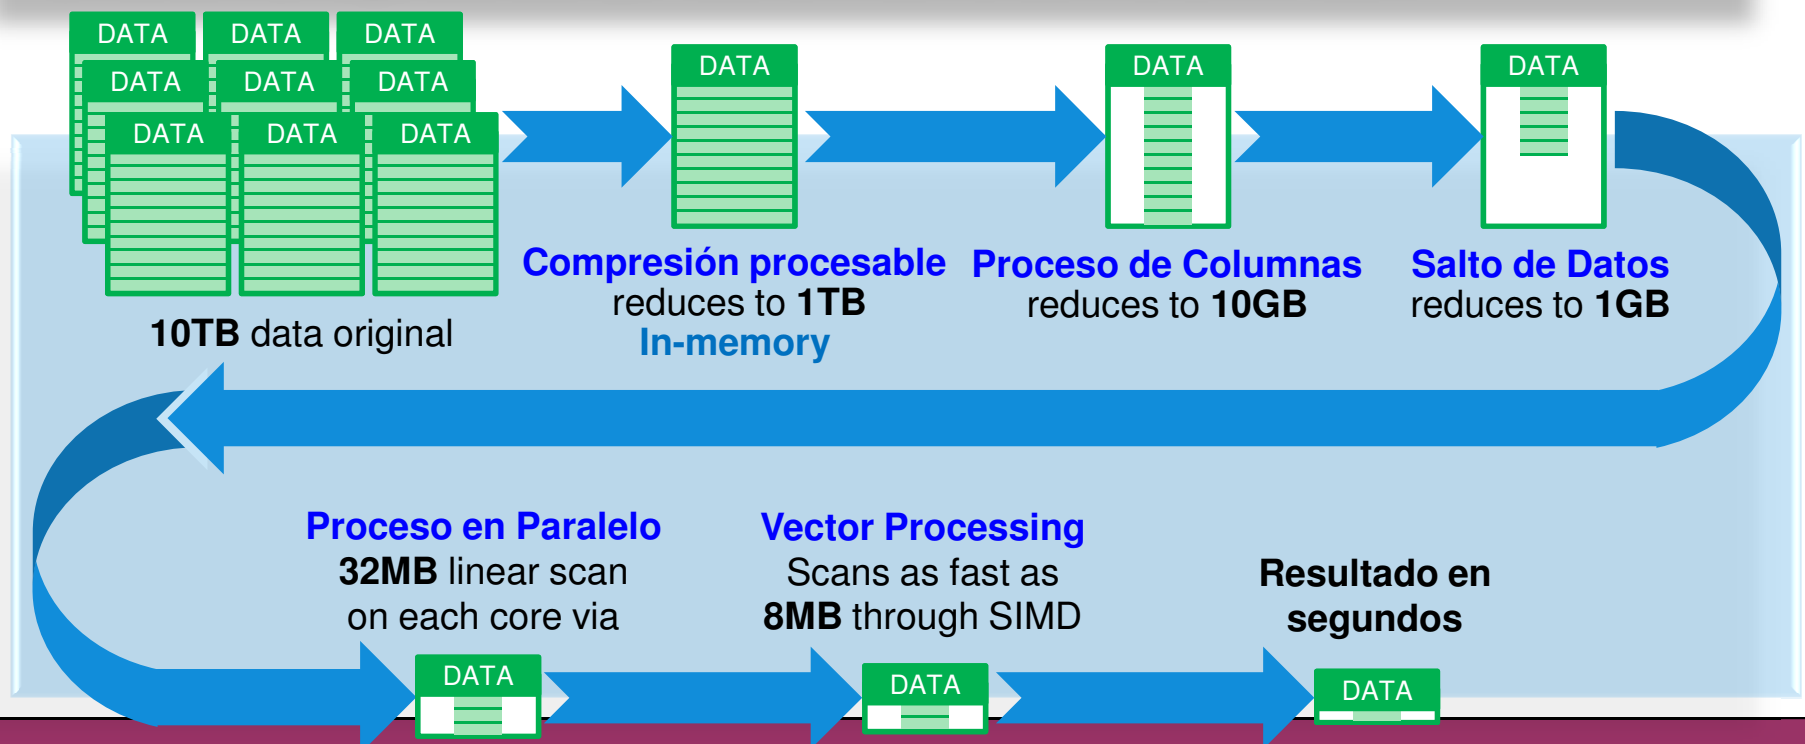 DATA DATA DATA
DATA DATA DATA
DATA DATA DATA
DATA
DATA
DATA
10TB data original
Compresión procesable
reduces to 1TB
In-memory
Proceso de Columnas
reduces to 10GB
Salto de Datos
reduces to 1GB
Proceso en Paralelo
32MB linear scan
on each core via
DATA
Vector Processing
Scans as fast as
8MB through SIMD
DATA
Resultado en
segundos
DATA